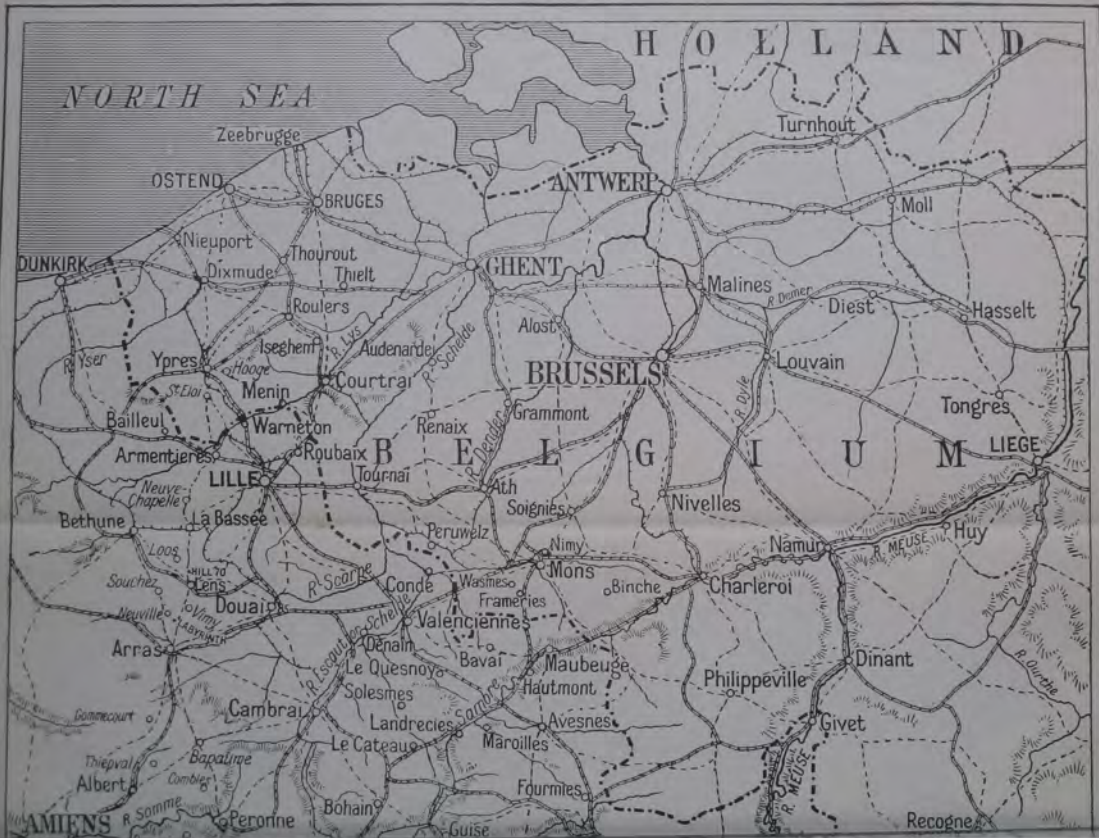 HOLLAND
NORTH SEA
Zeebrugge
Turnhout
OSTEND
ANTWERP
BRUGES
Moll
Nieuport
Thourout
DUNKIRK
Dixmude
Thielt
GHENT
Malines
R. Demer
Diest
Hasselt
Roulers
Alost
R. Yser
Ypres
Iseghem
R. Lys
Audenarde
R. Schelde
Hooge
BRUSSELS
Louvain
St Eloi
Menin
Courtrai
R. Dyle
Bailleul
Warneton
Renaix
Grammont
Tongres
Armentieres
Roubaix
BELGIUM
LIEGE
R. Dender
LILLE
Tournai
Ath
Neuve-
Chapelle
Soignies
Nivelles
Bethune
La Bassée
Peruwelz
Huy
Loos
Nimy
Namur
R. MEUSE
HILL 70
Lens
R. Scarpe
Condé
Wasmes
Mons
Souchez
Frameries
Binche
Charleroi
Neuville
Vimy
LABYRINTH
Douai
Valenciennes
R. Escaut or Schelde
Denain
Arras
Le Quesnoy
Bavai
Maubeuge
Dinant
R. Ourthe
Solesmes
Hautmont
Philippéville
Gommecourt
Cambrai
Landrecies
Sambre
Avesnes
Givet
Le Cateau
Maroilles
Thiepval
Bapaume
Albert
Combles
R. MEUSE
Fourmies
Bohain
AMIENS
R. Somme
Peronne
Guise
Recogne